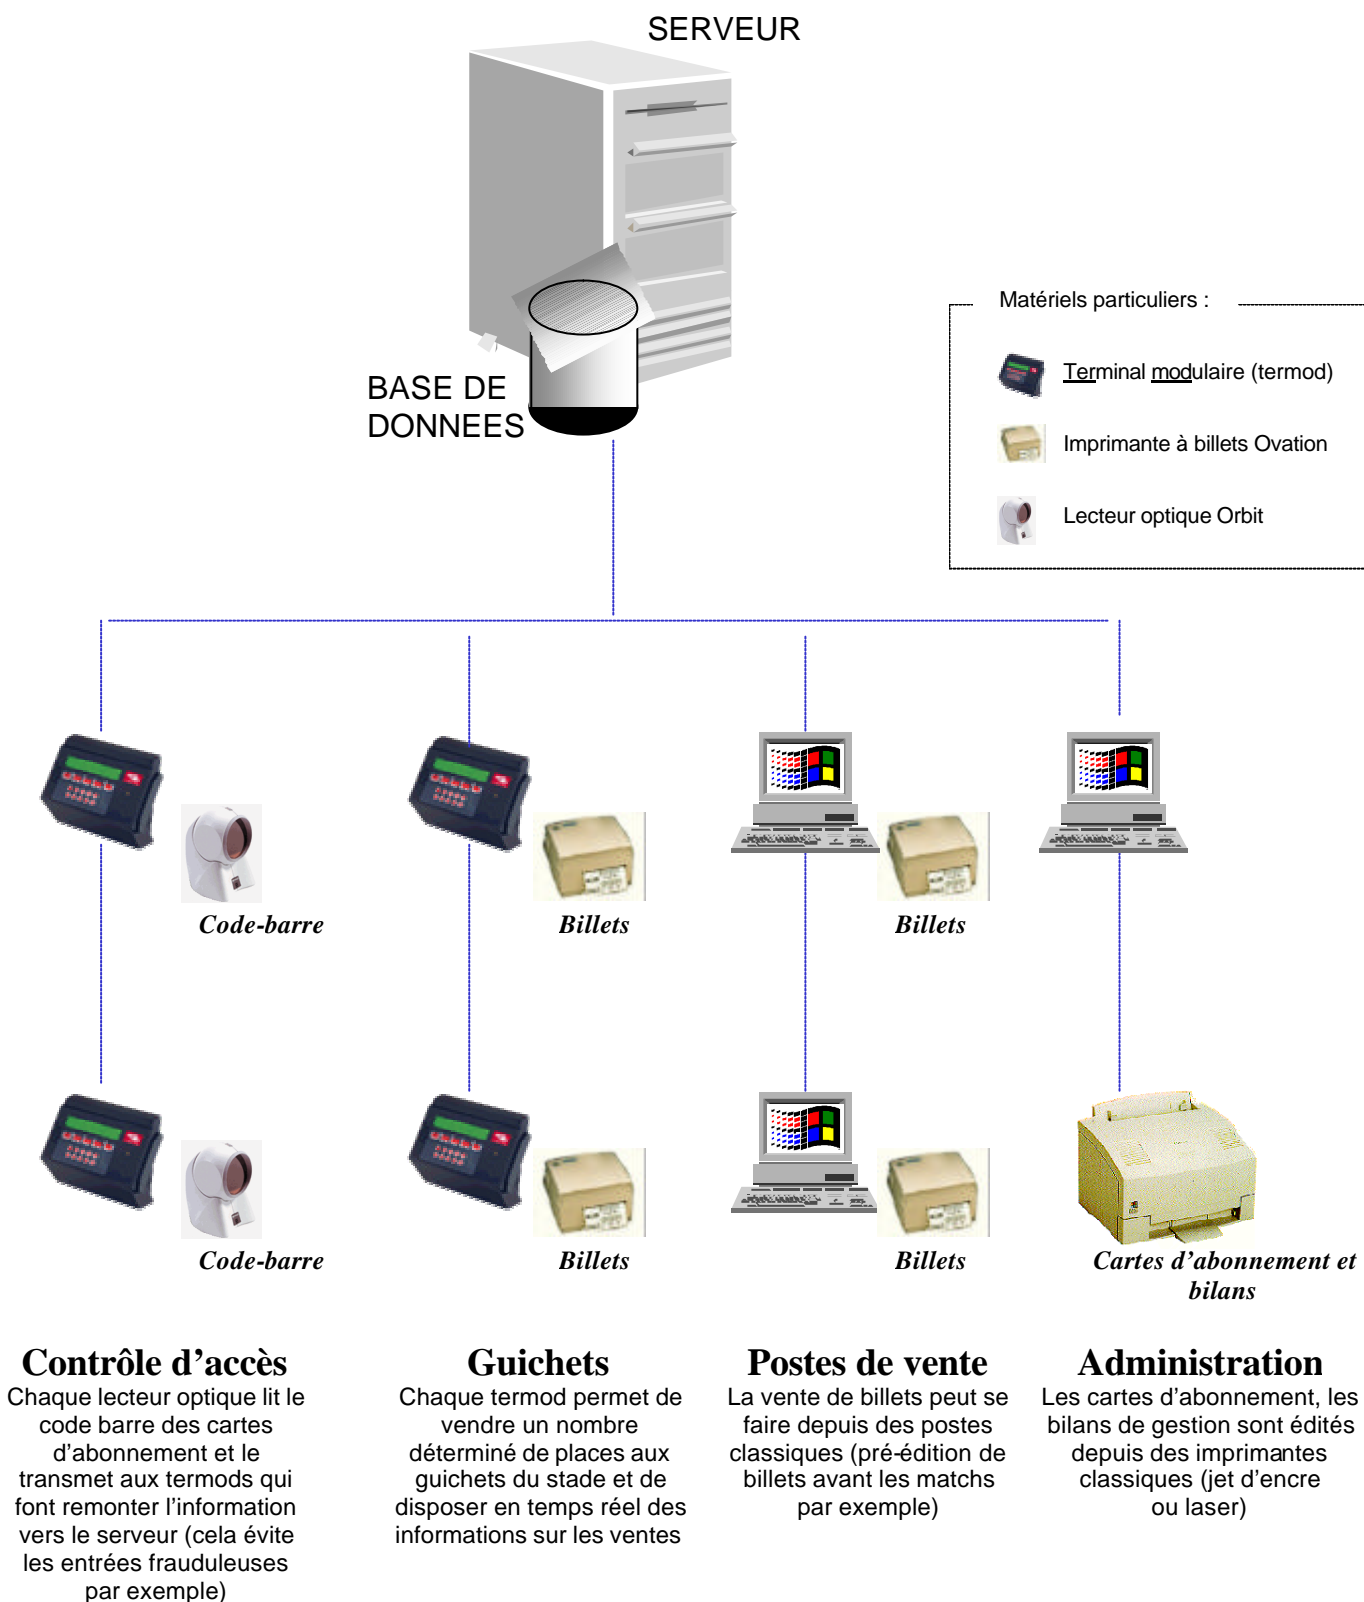 SERVEUR
BASE DE
DONNEES
Matériels particuliers :
Terminal modulaire (termod)
Imprimante à billets Ovation
Lecteur optique Orbit
Code-barre
Billets
Billets
Code-barre
Billets
Billets
Cartes d’abonnement et
bilans
Contrôle d’accès
Chaque lecteur optique lit le
code barre des cartes
d’abonnement et le
transmet aux termods qui
font remonter l’information
vers le serveur (cela évite
les entrées frauduleuses
par exemple)
Guichets
Chaque termod permet de
vendre un nombre
déterminé de places aux
guichets du stade et de
disposer en temps réel des
informations sur les ventes
Postes de vente
La vente de billets peut se
faire depuis des postes
classiques (pré-édition de
billets avant les matchs
par exemple)
Administration
Les cartes d’abonnement, les
bilans de gestion sont édités
depuis des imprimantes
classiques (jet d’encre
ou laser)